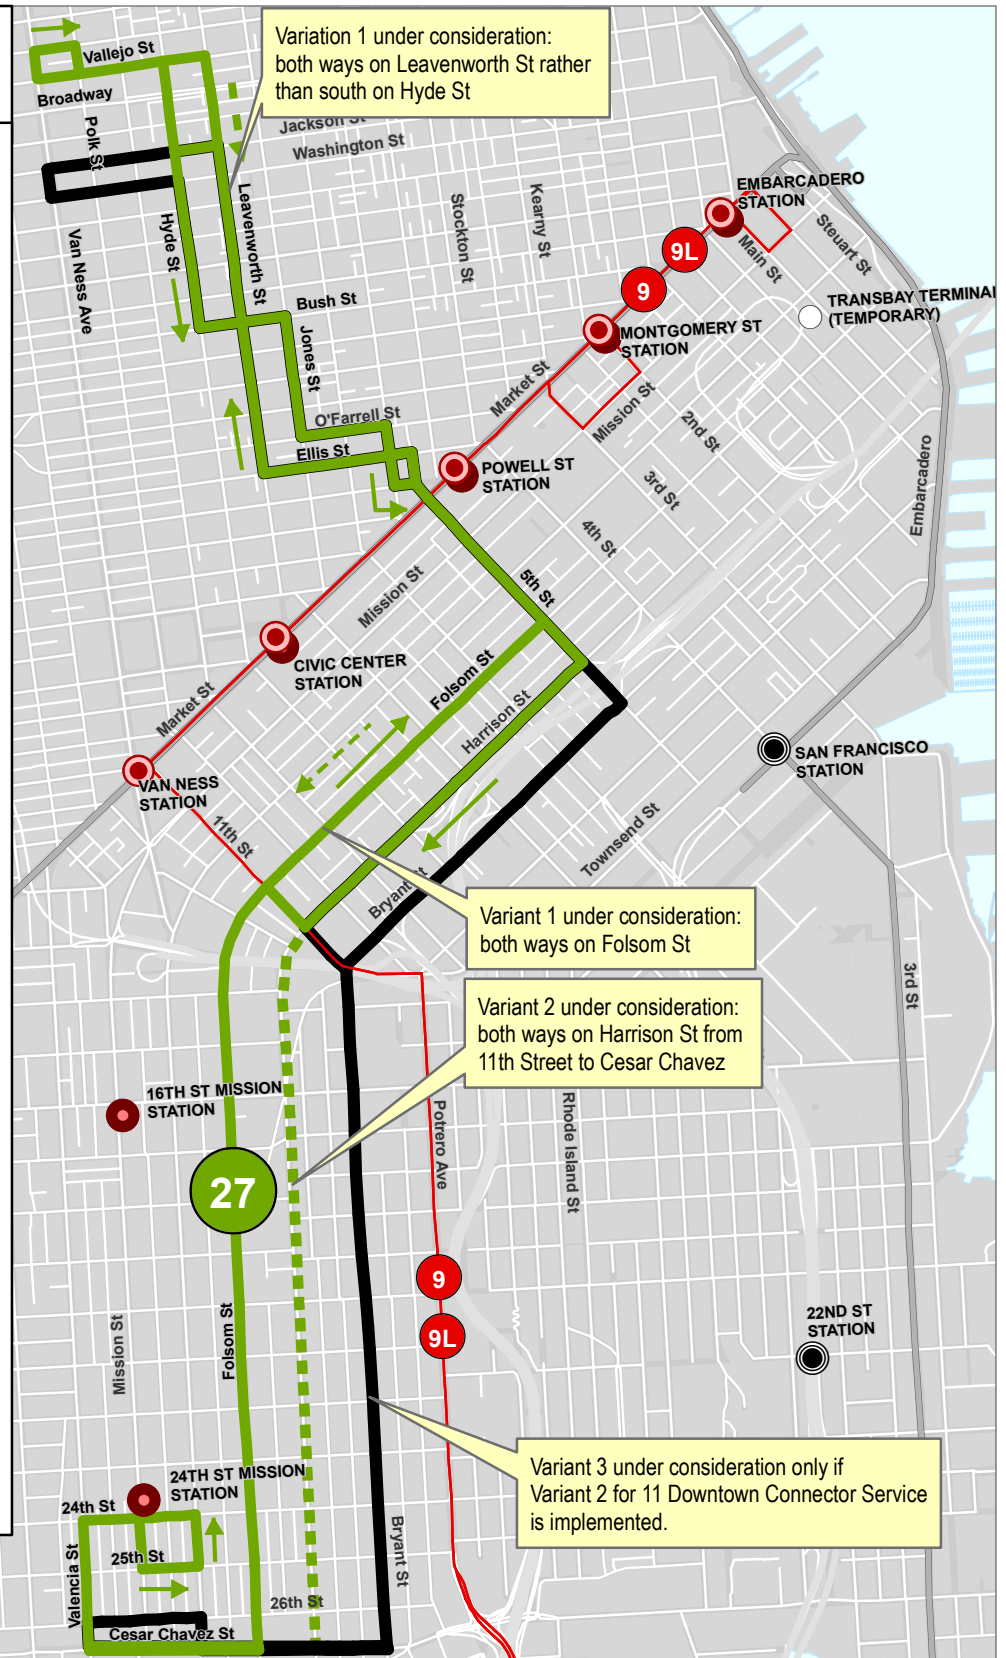 Variation 1 under consideration:
both ways on Leavenworth St rather
than south on Hyde St
Vallejo St
Broadway
Polk St
Jackson St
Washington St
Hyde St
Leavenworth St
Van Ness Ave
Stockton St
Kearny St
EMBARCADERO
STATION
Main St
Steuart St
9L
9
TRANSBAY TERMINAL
(TEMPORARY)
Bush St
Jones St
MONTGOMERY ST
STATION
Market St
Mission St
O'Farrell St
Ellis St
2nd St
POWELL ST
STATION
3rd St
4th St
Embarcadero
5th St
Mission St
CIVIC CENTER
STATION
Folsom St
Market St
Harrison St
VAN NESS
STATION
SAN FRANCISCO
STATION
11th St
Townsend St
Bryant St
Variant 1 under consideration:
both ways on Folsom St
3rd St
Variant 2 under consideration:
both ways on Harrison St from
11th Street to Cesar Chavez
16TH ST MISSION
STATION
Potrero Ave
Rhode Island St
27
9
9L
22ND ST
STATION
Mission St
Folsom St
Variant 3 under consideration only if
Variant 2 for 11 Downtown Connector Service
is implemented.
24TH ST MISSION
STATION
24th St
25th St
Valencia St
Bryant St
26th St
Cesar Chavez St